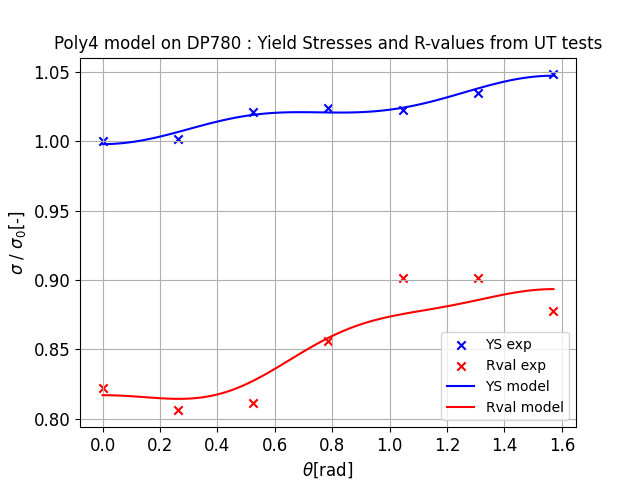 Poly4 model on DP780 : Yield Stresses and R-values from UT tests
1.05
1.00
0.95
0.90
0.85
0.80
σ / σ₀[-]
0.0 0.2 0.4 0.6 0.8 1.0 1.2 1.4 1.6
θ[rad]
YS exp
Rval exp
YS model
Rval model